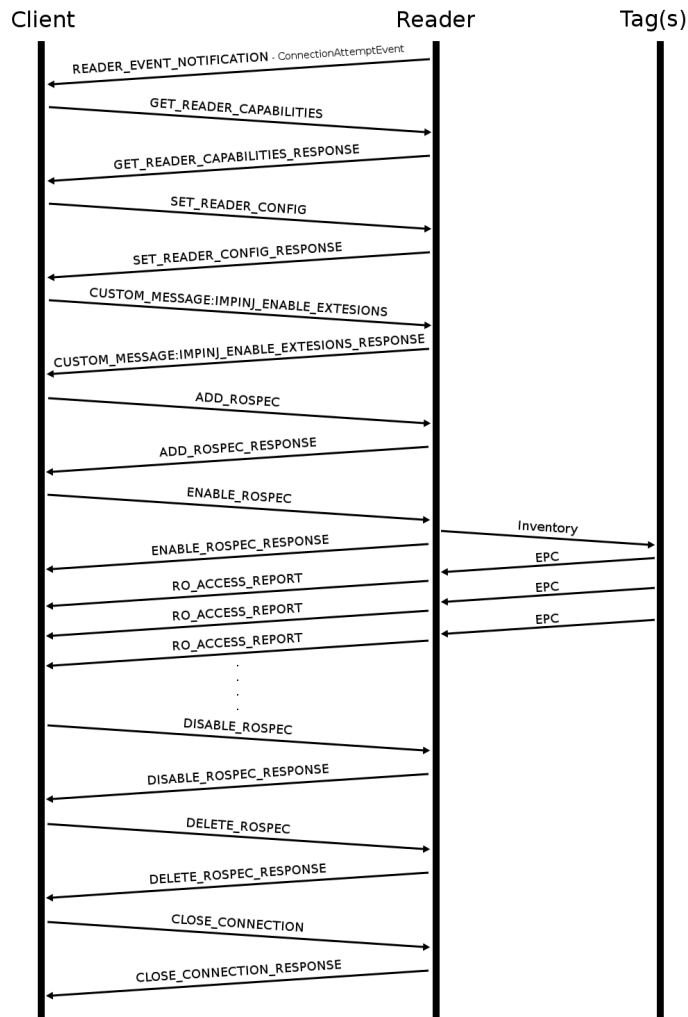 Client Reader Tag(s)
READER_EVENT_NOTIFICATION - ConnectionAttemptEvent
GET_READER_CAPABILITIES
GET_READER_CAPABILITIES_RESPONSE
SET_READER_CONFIG
SET_READER_CONFIG_RESPONSE
CUSTOM_MESSAGE:IMPINJ_ENABLE_EXTESIONS
CUSTOM_MESSAGE:IMPINJ_ENABLE_EXTESIONS_RESPONSE
ADD_ROSPEC
ADD_ROSPEC_RESPONSE
ENABLE_ROSPEC
Inventory
ENABLE_ROSPEC_RESPONSE
EPC
RO_ACCESS_REPORT
EPC
RO_ACCESS_REPORT
EPC
RO_ACCESS_REPORT
.
.
.
.
DISABLE_ROSPEC
DISABLE_ROSPEC_RESPONSE
DELETE_ROSPEC
DELETE_ROSPEC_RESPONSE
CLOSE_CONNECTION
CLOSE_CONNECTION_RESPONSE